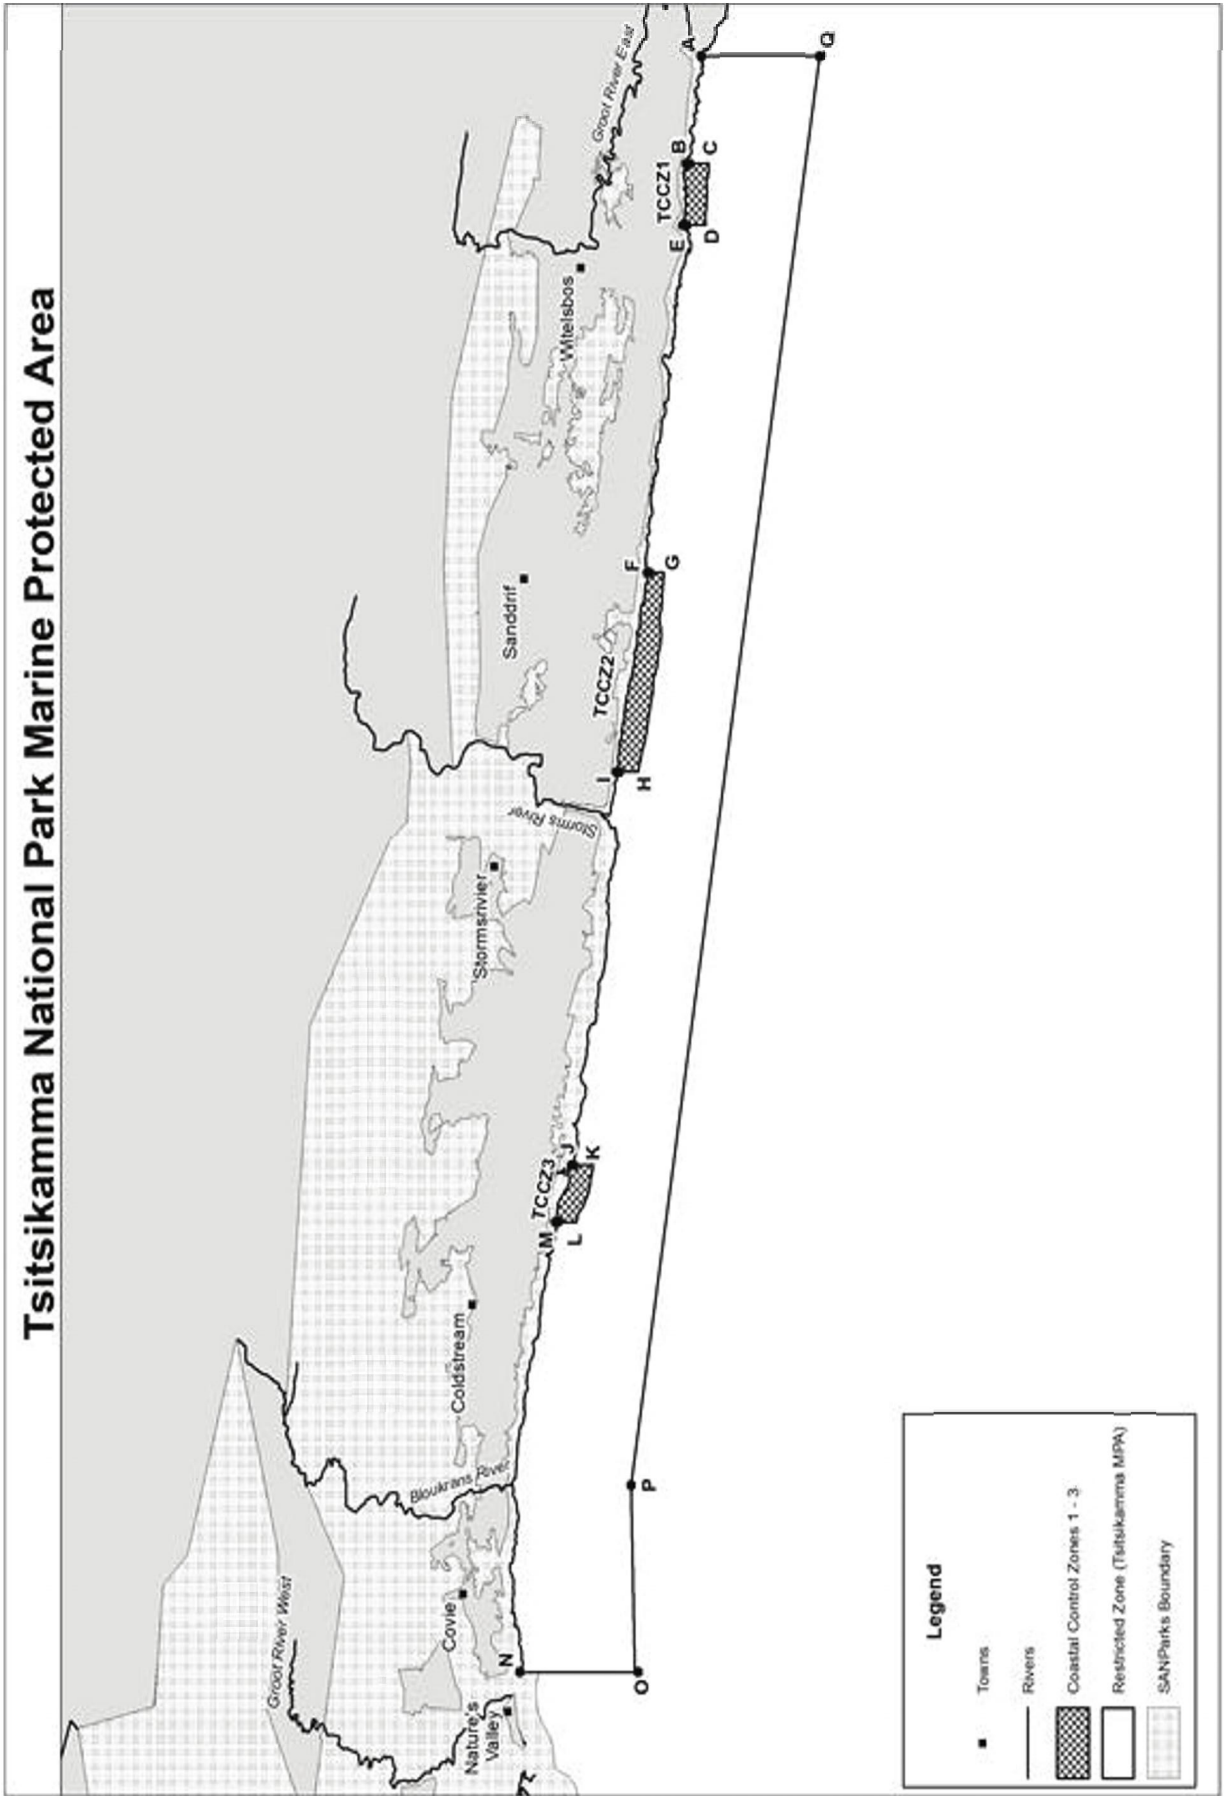 Tsitsikamma National Park Marine Protected Area
Groot River West
Nature's
Valley
Covie
Bloukrans River
Coldstream
Stormsrivier
Storms River
Sanddrif
Witelsbos
Groot River East
N
O
P
M
L
TCCZ3
J
K
I
H
TCCZ2
F
G
E
D
TCCZ1
B
C
A
Q
Legend
Towns
Rivers
Coastal Control Zones 1 - 3
Restricted Zone (Tsitsikamma MPA)
SANParks Boundary